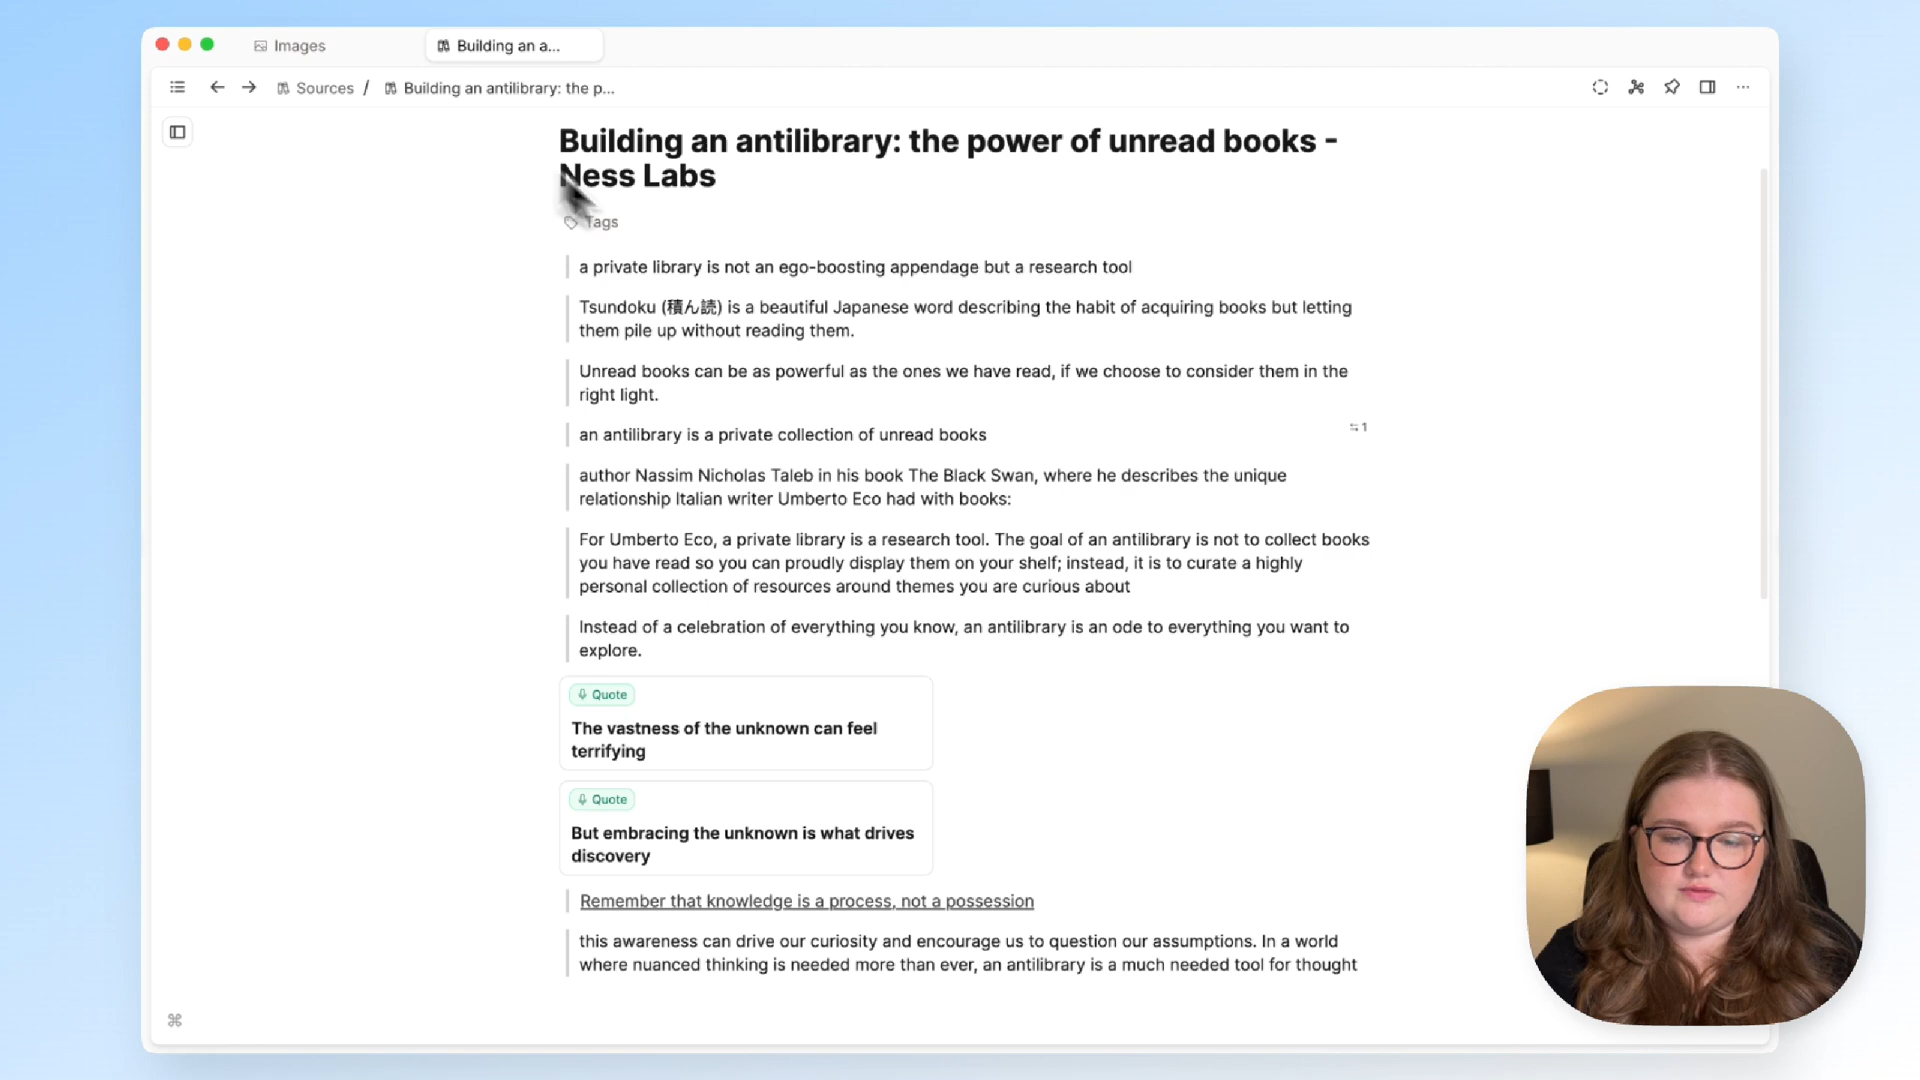 Images
Building an a...
Sources / Building an antilibrary: the p...
Building an antilibrary: the power of unread books -
Ness Labs
Tags
a private library is not an ego-boosting appendage but a research tool
Tsundoku (積ん読) is a beautiful Japanese word describing the habit of acquiring books but letting
them pile up without reading them.
Unread books can be as powerful as the ones we have read, if we choose to consider them in the
right light.
an antilibrary is a private collection of unread books
1
author Nassim Nicholas Taleb in his book The Black Swan, where he describes the unique
relationship Italian writer Umberto Eco had with books:
For Umberto Eco, a private library is a research tool. The goal of an antilibrary is not to collect books
you have read so you can proudly display them on your shelf; instead, it is to curate a highly
personal collection of resources around themes you are curious about
Instead of a celebration of everything you know, an antilibrary is an ode to everything you want to
explore.
Quote
The vastness of the unknown can feel
terrifying
Quote
But embracing the unknown is what drives
discovery
Remember that knowledge is a process, not a possession
this awareness can drive our curiosity and encourage us to question our assumptions. In a world
where nuanced thinking is needed more than ever, an antilibrary is a much needed tool for thought